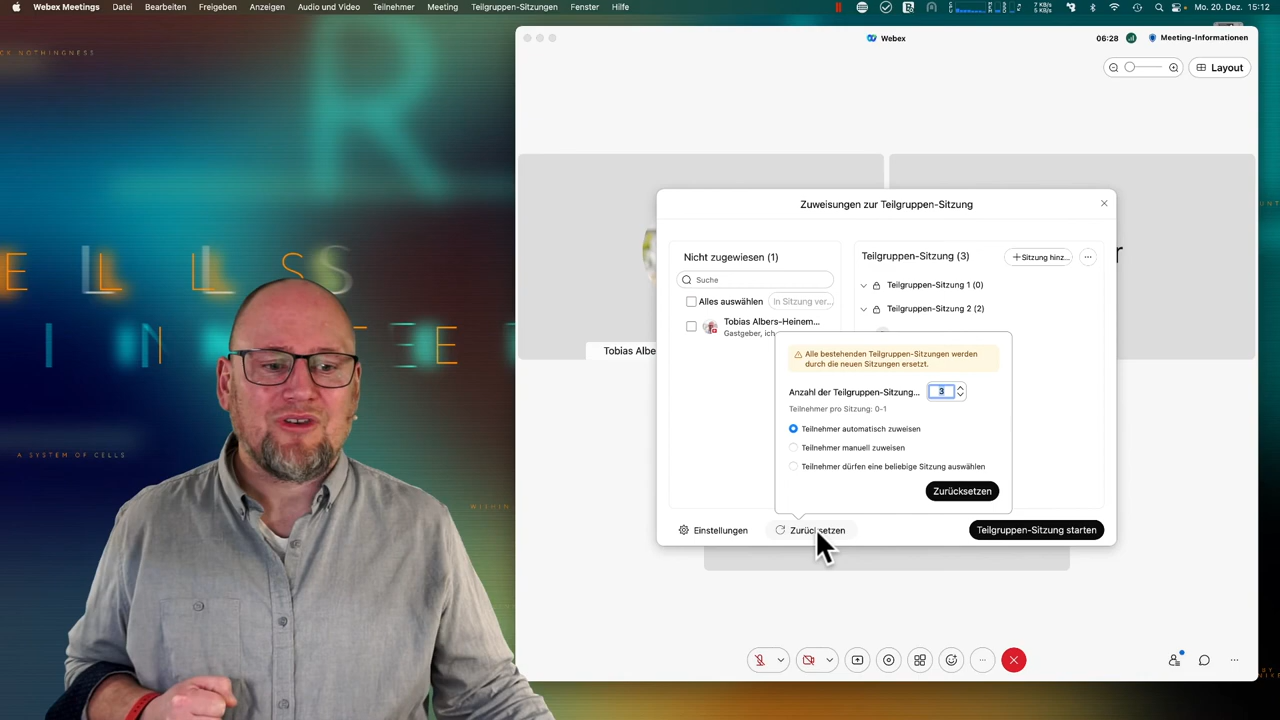 Webex Meetings Datei Bearbeiten Freigeben Anzeigen Audio und Video Teilnehmer Meeting Teilgruppen-Sitzungen Fenster Hilfe
7 KB/s
Mo. 20. Dez. 15:12
CK NOTHINGNESS
Webex
06:28 Meeting-Informationen
Layout
R
Zuweisungen zur Teilgruppen-Sitzung
Nicht zugewiesen (1)
Teilgruppen-Sitzung (3)
Sitzung hinz...
Suche
Teilgruppen-Sitzung 1 (0)
E L L S
Alles auswählen
In Sitzung ver...
Teilgruppen-Sitzung 2 (2)
Tobias Albers-Heinem...
Gastgeber, ich
Tobias Albe
Alle bestehenden Teilgruppen-Sitzungen werden
durch die neuen Sitzungen ersetzt.
Anzahl der Teilgruppen-Sitzung... 3
Teilnehmer pro Sitzung: 0-1
Teilnehmer automatisch zuweisen
Teilnehmer manuell zuweisen
A SYSTEM OF CELLS
Teilnehmer dürfen eine beliebige Sitzung auswählen
Zurücksetzen
Einstellungen
Zurücksetzen
Teilgruppen-Sitzung starten